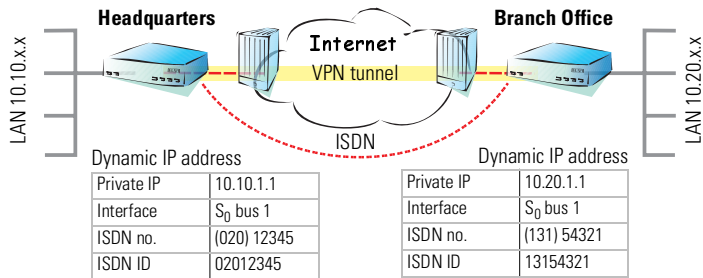 Headquarters
Branch Office
Internet
VPN tunnel
ISDN
LAN 10.10.x.x
LAN 10.20.x.x
Dynamic IP address
Private IP 10.10.1.1
Interface S0 bus 1
ISDN no. (020) 12345
ISDN ID 02012345
Dynamic IP address
Private IP 10.20.1.1
Interface S0 bus 1
ISDN no. (131) 54321
ISDN ID 13154321